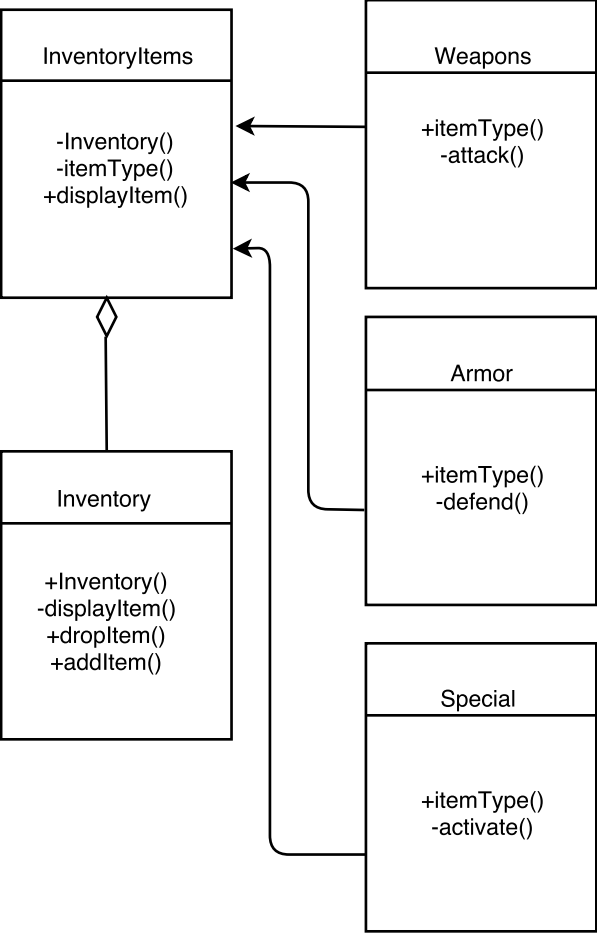 InventoryItems
-Inventory()
-itemType()
+displayItem()
Weapons
+itemType()
-attack()
Armor
+itemType()
-defend()
Inventory
+Inventory()
-displayItem()
+dropItem()
+addItem()
Special
+itemType()
-activate()